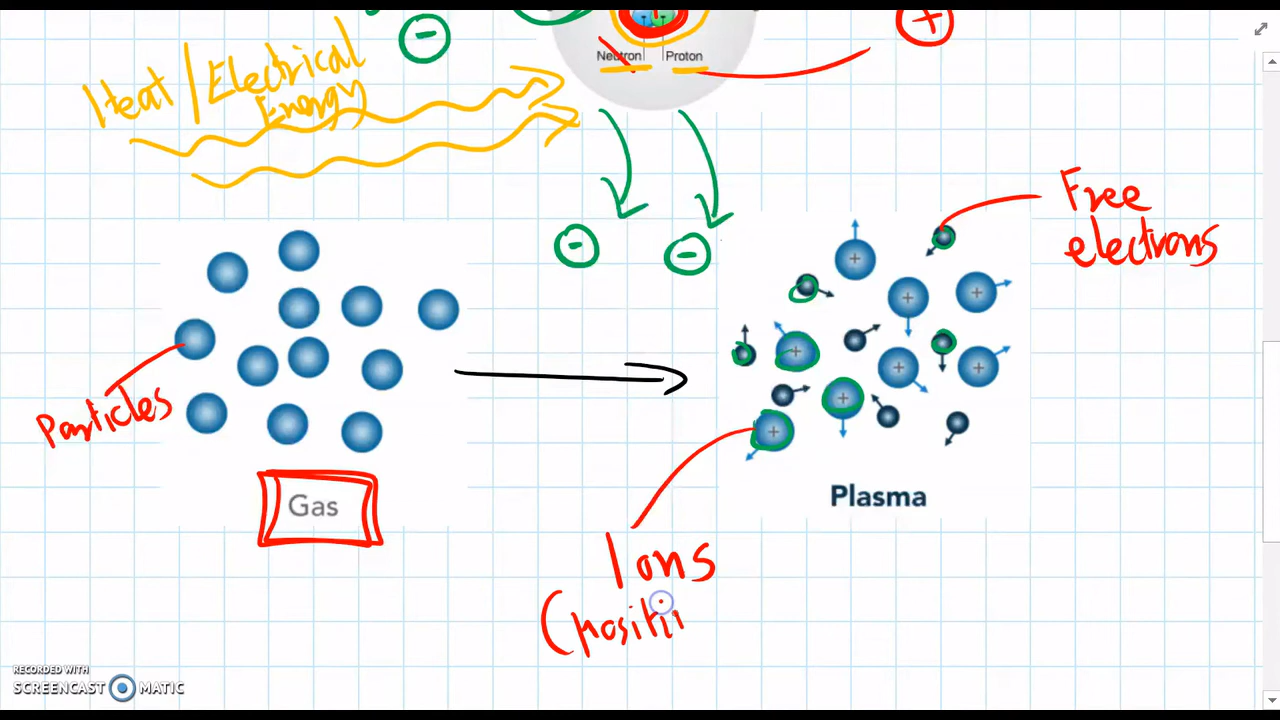 Neutron Proton
Heat / Electrical
Energy
Free
electrons
Particles
Gas
Plasma
Ions
(positi
RECORDED WITH
SCREENCAST MATIC